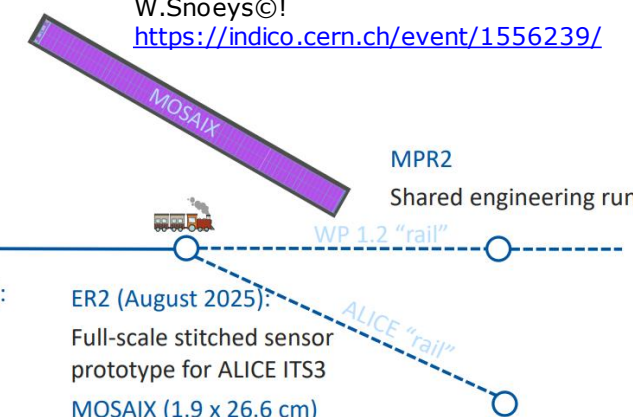 W.Snoeys©!
https://indico.cern.ch/event/1556239/
MOSAIX
MPR2
Shared engineering run
WP 1.2 "rail"
:
ER2 (August 2025):
Full-scale stitched sensor
prototype for ALICE ITS3
MOSAIX (1.9 x 26.6 cm)
ALICE "rail"